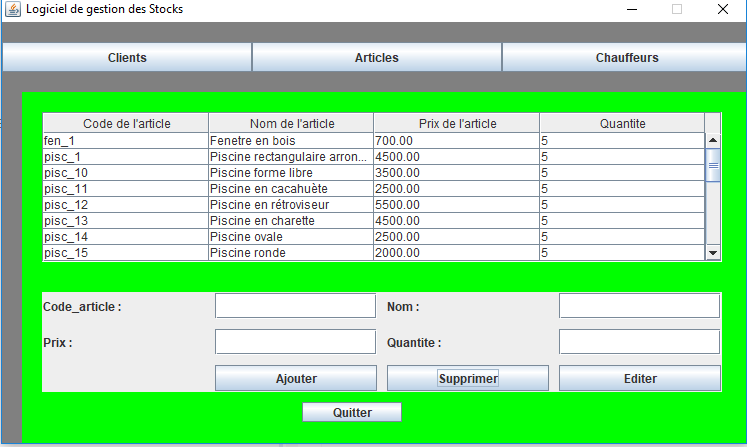 Logiciel de gestion des Stocks
Clients Articles Chauffeurs
Code de l'article Nom de l'article Prix de l'article Quantite
fen_1 Fenetre en bois 700.00 5
pisc_1 Piscine rectangulaire arron... 4500.00 5
pisc_10 Piscine forme libre 3500.00 5
pisc_11 Piscine en cacahuète 2500.00 5
pisc_12 Piscine en rétroviseur 5500.00 5
pisc_13 Piscine en charette 4500.00 5
pisc_14 Piscine ovale 2500.00 5
pisc_15 Piscine ronde 2000.00 5
Code_article : Nom :
Prix : Quantite :
Ajouter Supprimer Editer
Quitter